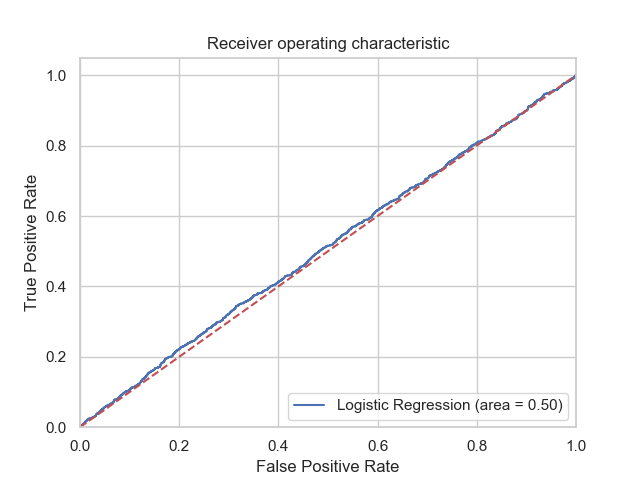 Receiver operating characteristic
True Positive Rate
1.0
0.8
0.6
0.4
0.2
0.0
Logistic Regression (area = 0.50)
0.0 0.2 0.4 0.6 0.8 1.0
False Positive Rate